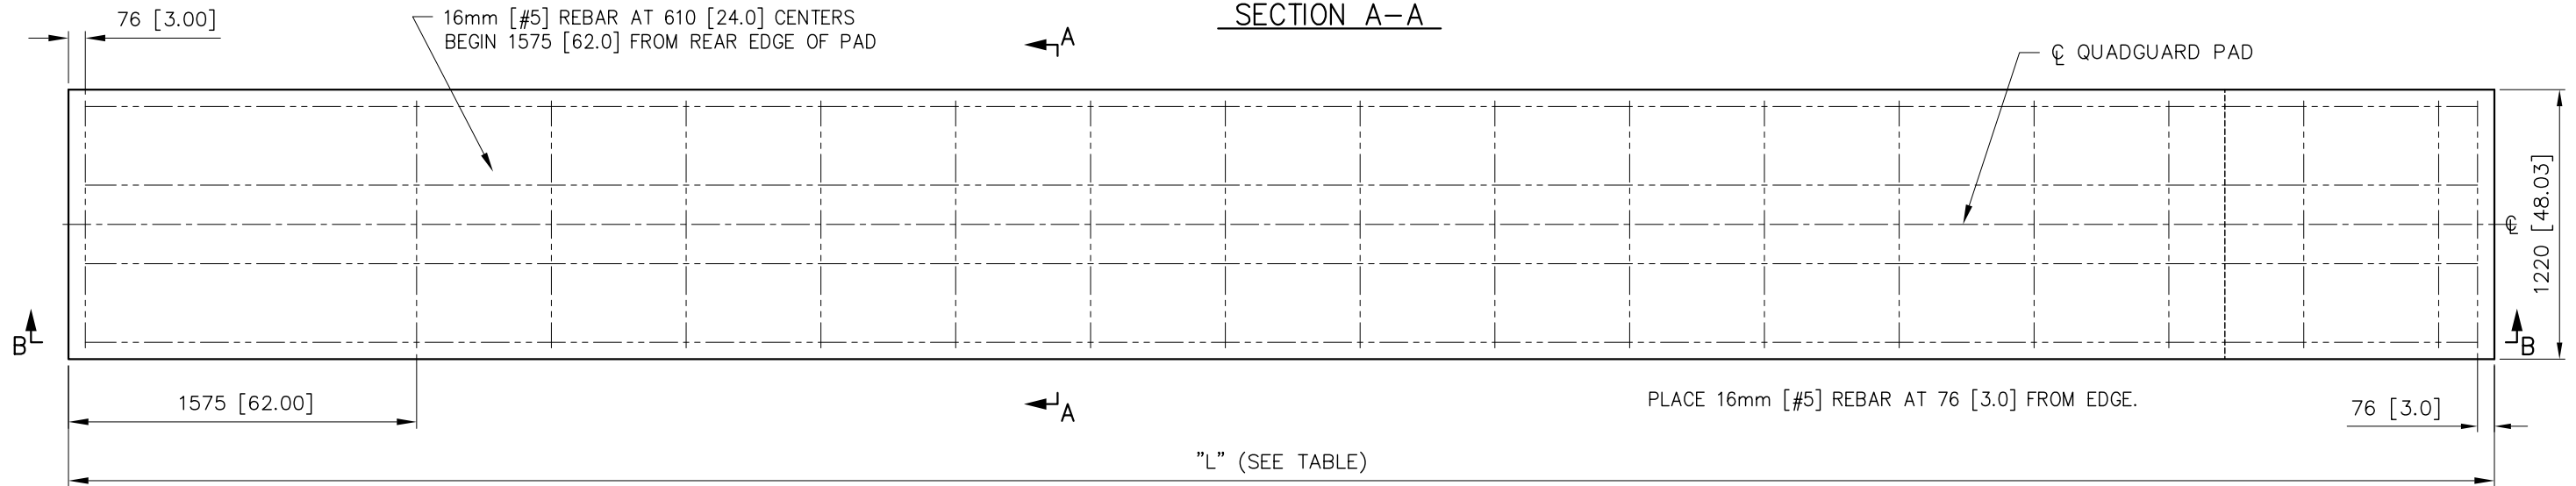 SECTION A-A
76 [3.00]
16mm [#5] REBAR AT 610 [24.0] CENTERS
BEGIN 1575 [62.0] FROM REAR EDGE OF PAD
A
℄ QUADGUARD PAD
℄
1220 [48.03]
B
B
1575 [62.00]
A
PLACE 16mm [#5] REBAR AT 76 [3.0] FROM EDGE.
76 [3.0]
"L" (SEE TABLE)